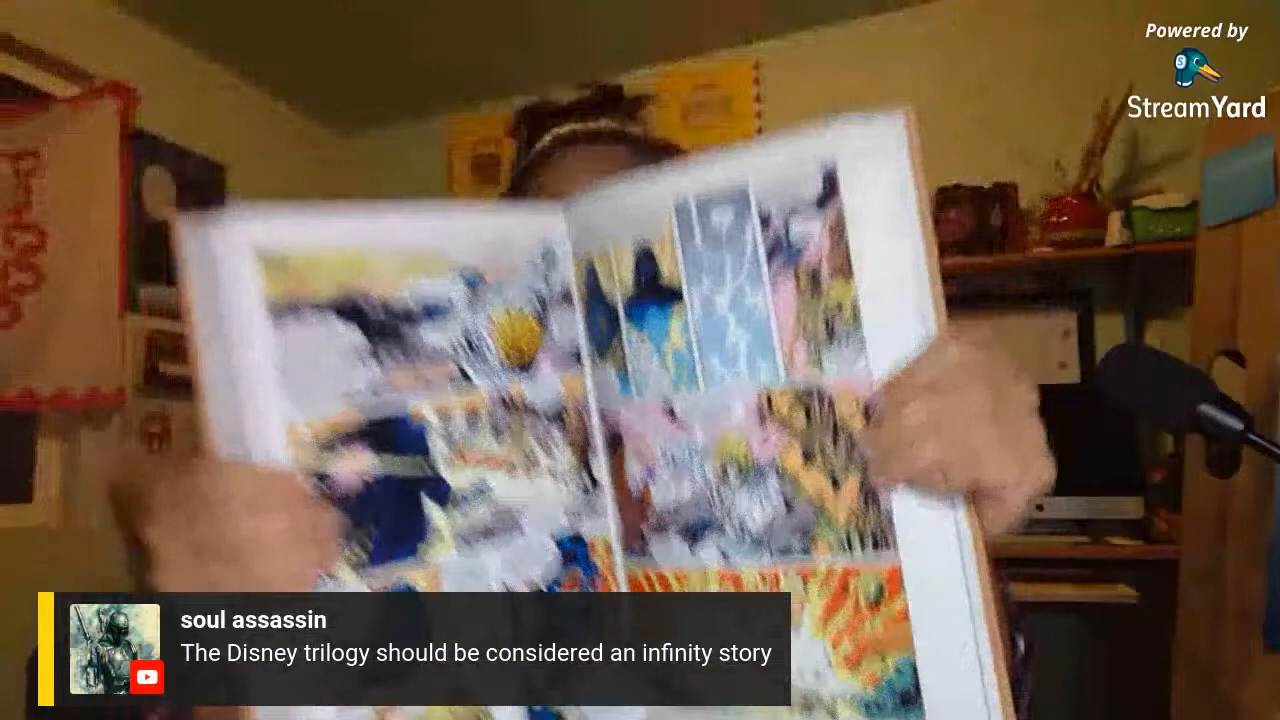 Powered by
StreamYard
soul assassin
The Disney trilogy should be considered an infinity story